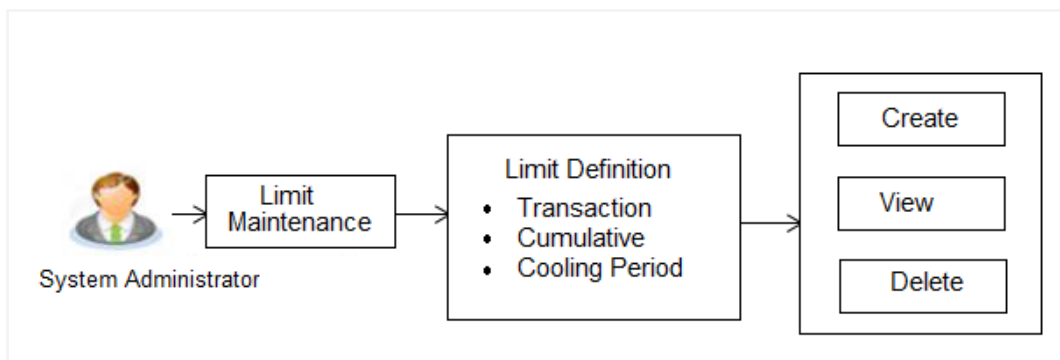 System Administrator
Limit
Maintenance
Limit Definition
• Transaction
• Cumulative
• Cooling Period
Create
View
Delete